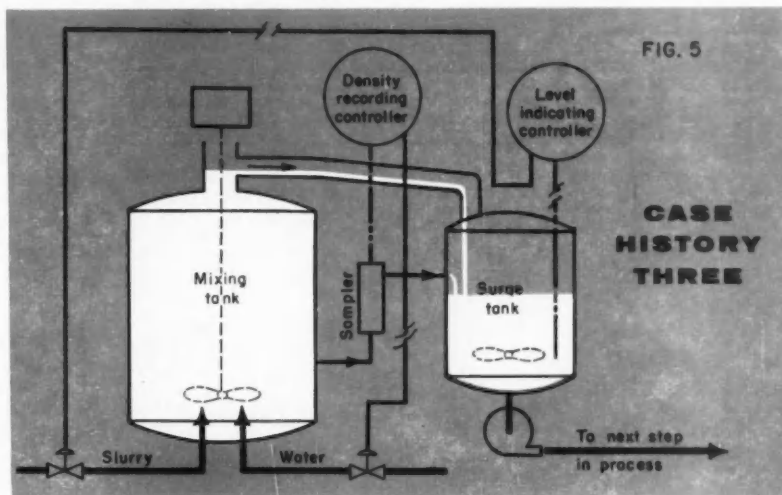 FIG. 5
Density
recording
controller
Level
indicating
controller
CASE
HISTORY
THREE
Mixing
tank
Sampler
Surge
tank
Slurry
Water
To next step
in process